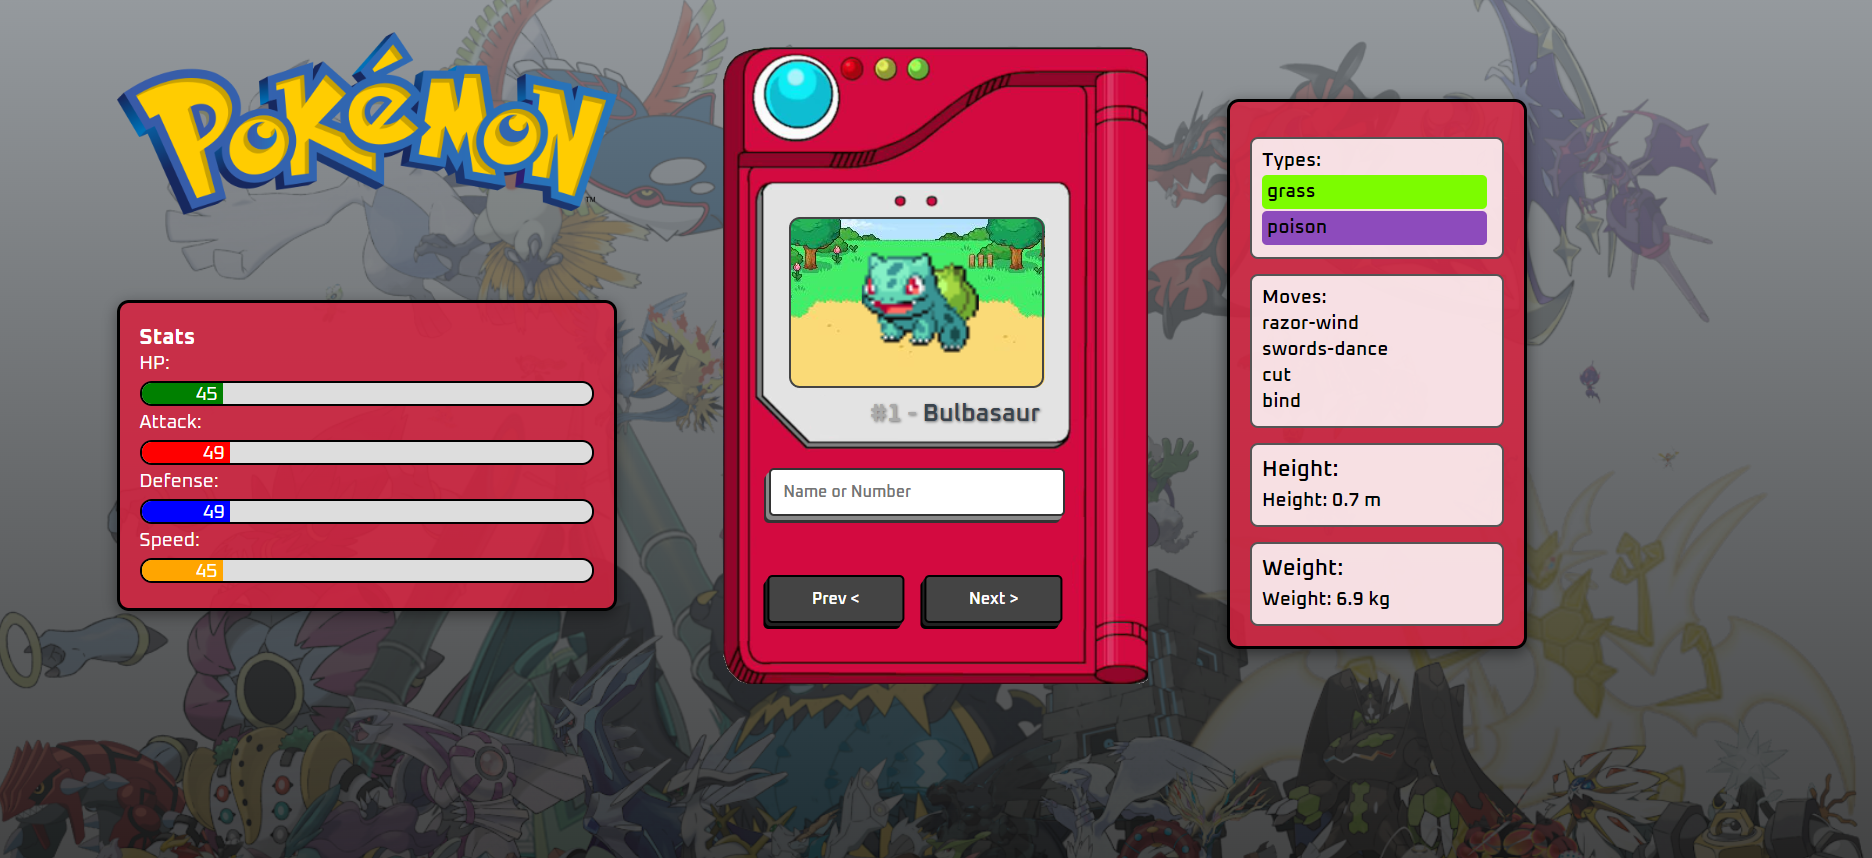 POKéMON
TM
Stats
HP:
45
Attack:
49
Defense:
49
Speed:
45
#1 - Bulbasaur
Name or Number
Prev <
Next >
Types:
grass
poison
Moves:
razor-wind
swords-dance
cut
bind
Height:
Height: 0.7 m
Weight:
Weight: 6.9 kg